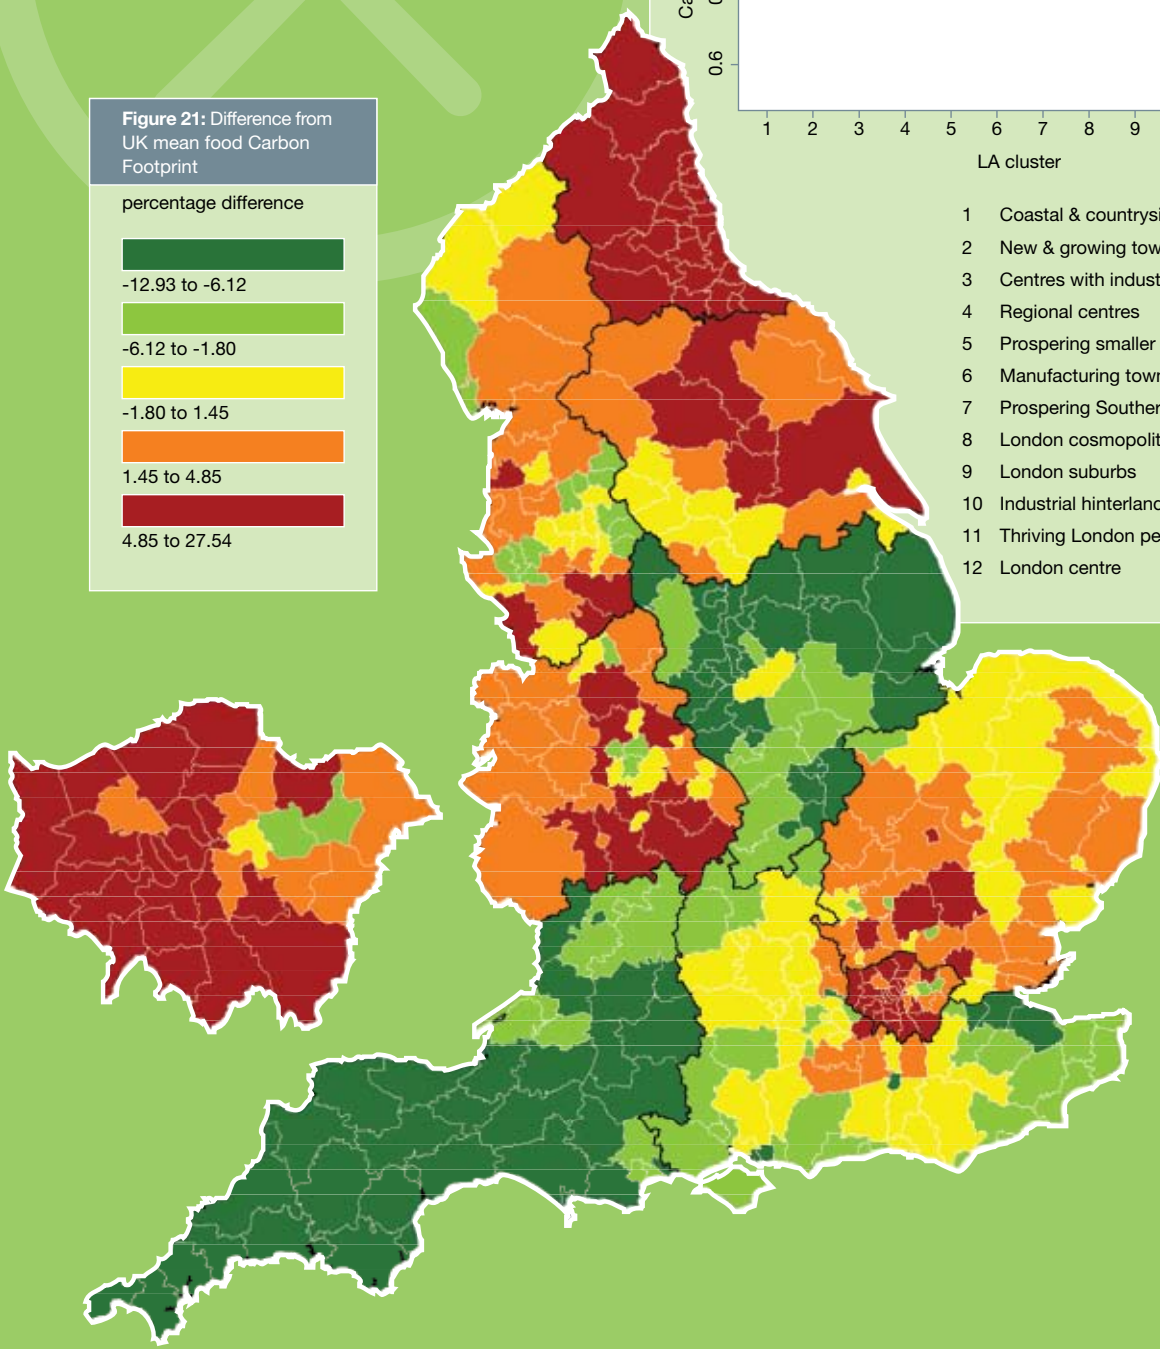 Figure 21: Difference from
UK mean food Carbon
Footprint
percentage difference
-12.93 to -6.12
-6.12 to -1.80
-1.80 to 1.45
1.45 to 4.85
4.85 to 27.54
0.6
1 2 3 4 5 6 7 8 9
LA cluster
1 Coastal &
2 New & growing
3 Centres with
4 Regional centres
5 Prospering smaller
6 Manufacturing
7 Prospering
8 London
9 London suburbs
10 Industrial
11 Thriving London
12 London centre